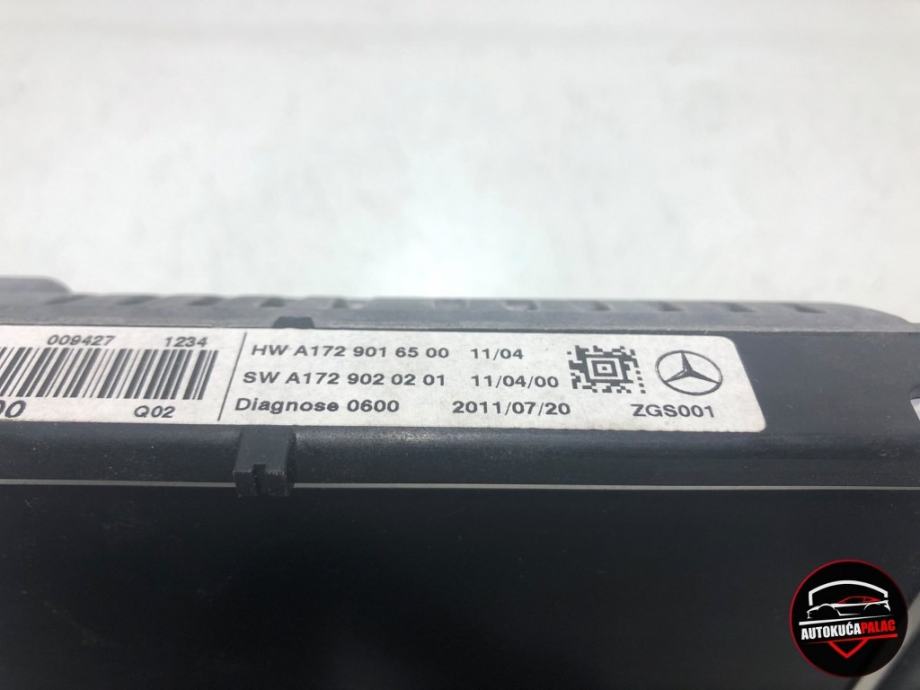 009427 1234
Q02
HW A172 901 65 00 11/04
SW A172 902 02 01 11/04/00
Diagnose 0600 2011/07/20 ZGS001
AUTOKUĆAPALAC